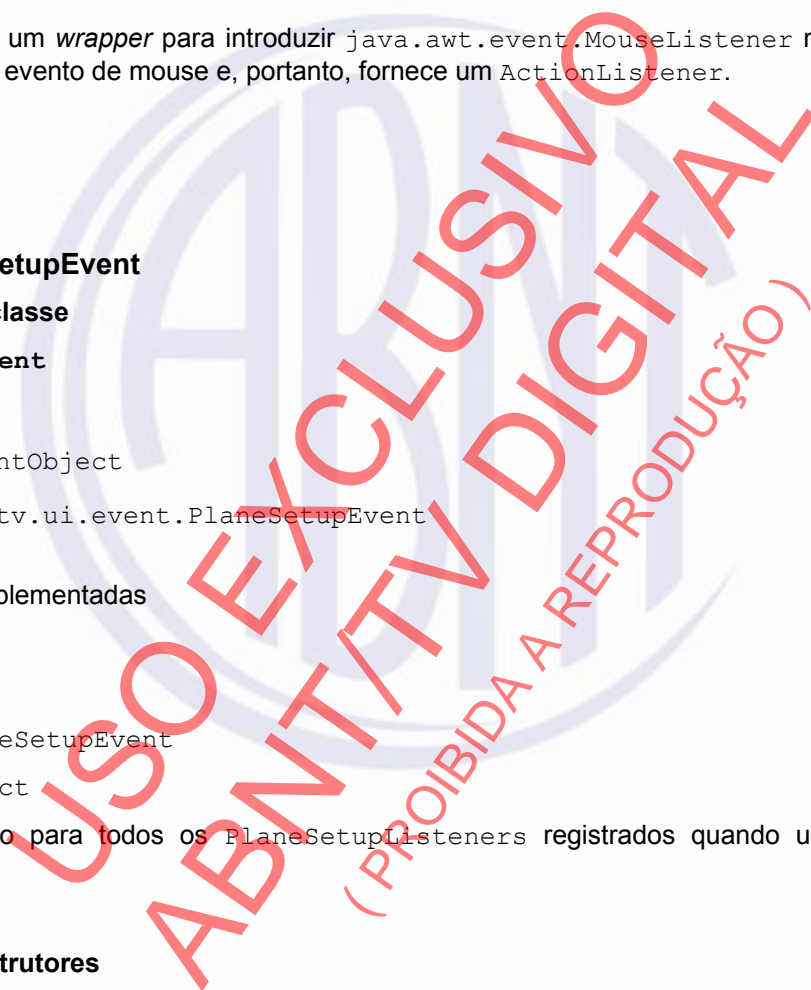 um wrapper para introduzir java.awt.event.MouseListener
evento de mouse e, portanto, fornece um ActionListener.
etupEvent
lasse
ent
ntObject
tv.ui.event.PlaneSetupEvent
plementadas
eSetupEvent
ct
o para todos os PlaneSetupListeners registrados quando u
trutores
ABNT
USO EXCLUSIVO
ABNT/TV DIGITAL
( PROIBIDA A REPRODUÇÃO )